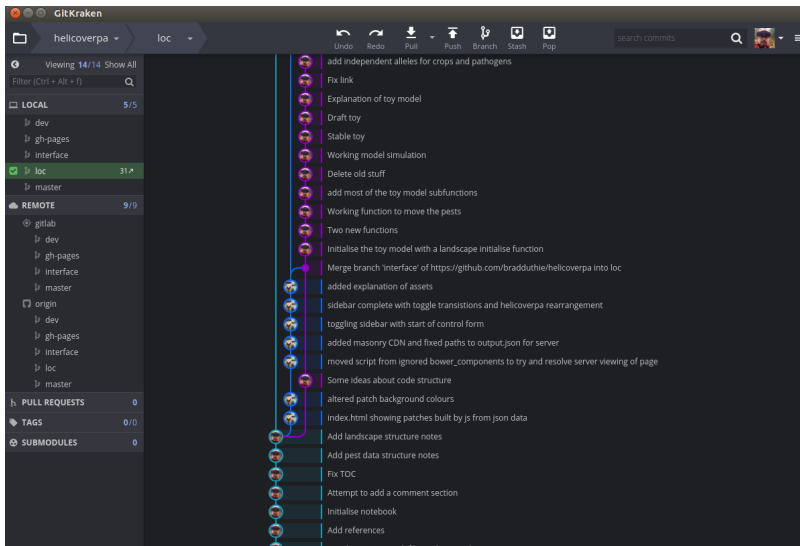 GitKraken
helicoverpa
loc
Undo
Redo
Pull
Push
Branch
Stash
Pop
search commits
Viewing 14/14 Show All
Filter (Ctrl + Alt + f)
LOCAL 5/5
dev
gh-pages
interface
loc 31
master
REMOTE 9/9
gitlab
dev
gh-pages
interface
master
origin
dev
gh-pages
interface
loc
master
PULL REQUESTS 0
TAGS 0/0
SUBMODULES 0
add independent alleles for crops and pathogens
Fix link
Explanation of toy model
Draft toy
Stable toy
Working model simulation
Delete old stuff
add most of the toy model subfunctions
Working function to move the pests
Two new functions
Initialise the toy model with a landscape initialise function
Merge branch 'interface' of https://github.com/bradduthie/helicoverpa into loc
added explanation of assets
sidebar complete with toggle transistions and helicoverpa rearrangement
toggling sidebar with start of control form
added masonry CDN and fixed paths to output.json for server
moved script from ignored bower_components to try and resolve server viewing of page
Some ideas about code structure
altered patch background colours
index.html showing patches built by js from json data
Add landscape structure notes
Add pest data structure notes
Fix TOC
Attempt to add a comment section
Initialise notebook
Add references